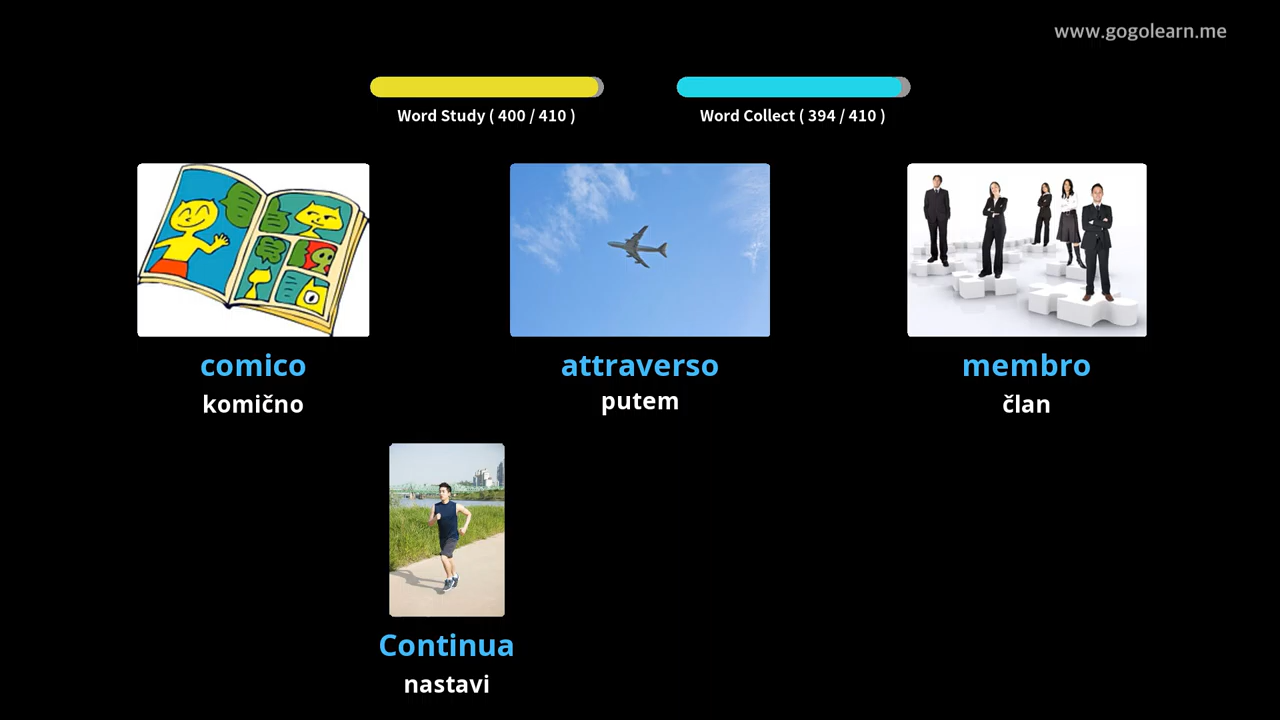 www.gogolearn.me
Word Study ( 400 / 410 )
Word Collect ( 394 / 410 )
comico
komično
attraverso
putem
membro
član
Continua
nastavi